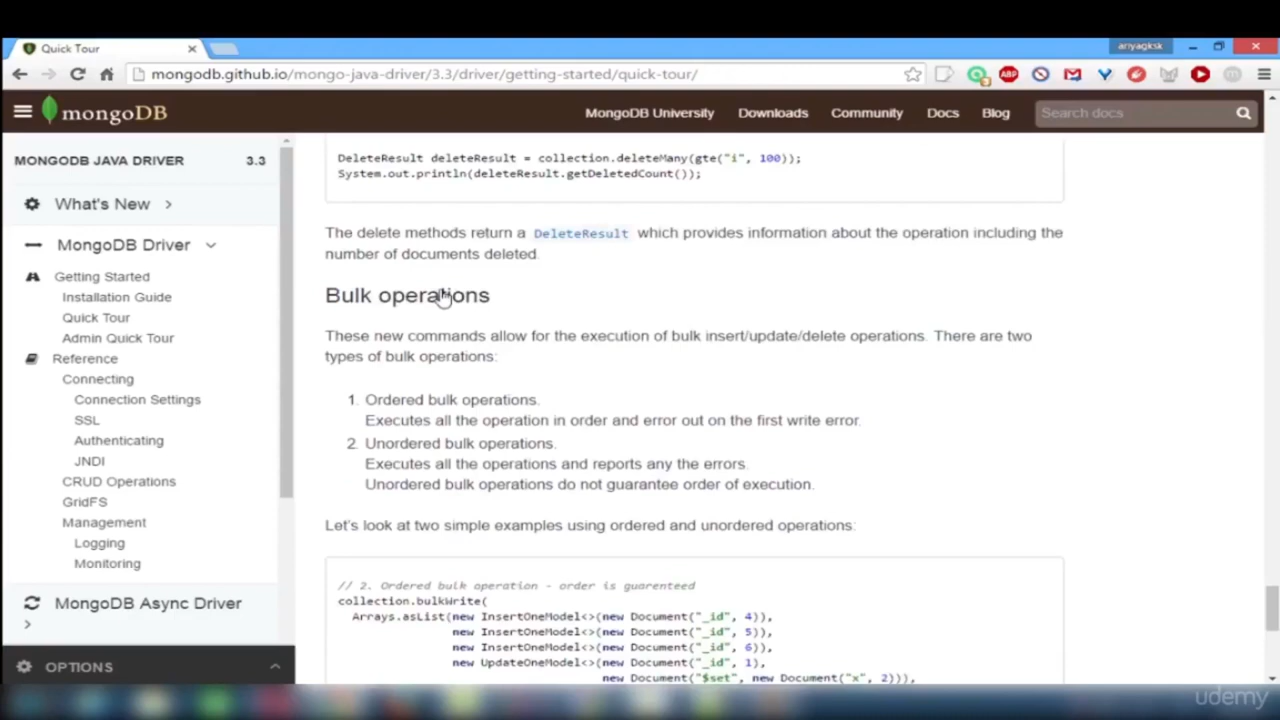 Quick Tour
anyagksk
mongodb.github.io/mongo-java-driver/3.3/driver/getting-started/quick-tour/
ABP
mongoDB
MongoDB University
Downloads
Community
Docs
Blog
Search docs
MONGODB JAVA DRIVER 3.3
What's New
MongoDB Driver
Getting Started
Installation Guide
Quick Tour
Admin Quick Tour
Reference
Connecting
Connection Settings
SSL
Authenticating
JNDI
CRUD Operations
GridFS
Management
Logging
Monitoring
MongoDB Async Driver
OPTIONS
DeleteResult deleteResult = collection.deleteMany(gte("i", 100));
System.out.println(deleteResult.getDeletedCount());
The delete methods return a DeleteResult which provides information about the operation including the
number of documents deleted.
Bulk operations
These new commands allow for the execution of bulk insert/update/delete operations. There are two
types of bulk operations:
1. Ordered bulk operations.
Executes all the operation in order and error out on the first write error.
2. Unordered bulk operations.
Executes all the operations and reports any the errors.
Unordered bulk operations do not guarantee order of execution.
Let's look at two simple examples using ordered and unordered operations:
// 2. Ordered bulk operation - order is guarenteed
collection.bulkWrite(
Arrays.asList(new InsertOneModel<>(new Document("_id", 4)),
new InsertOneModel<>(new Document("_id", 5)),
new InsertOneModel<>(new Document("_id", 6)),
new UpdateOneModel<>(new Document("_id", 1),
new Document("$set", new Document("x", 2))),
udemy